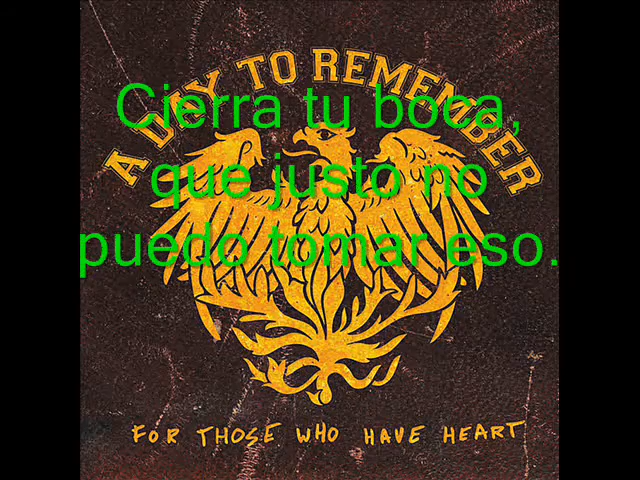 A DAY TO REMEMBER
Cierra tu boca,
que justo no
puedo tomar eso.
FOR THOSE WHO HAVE HEART